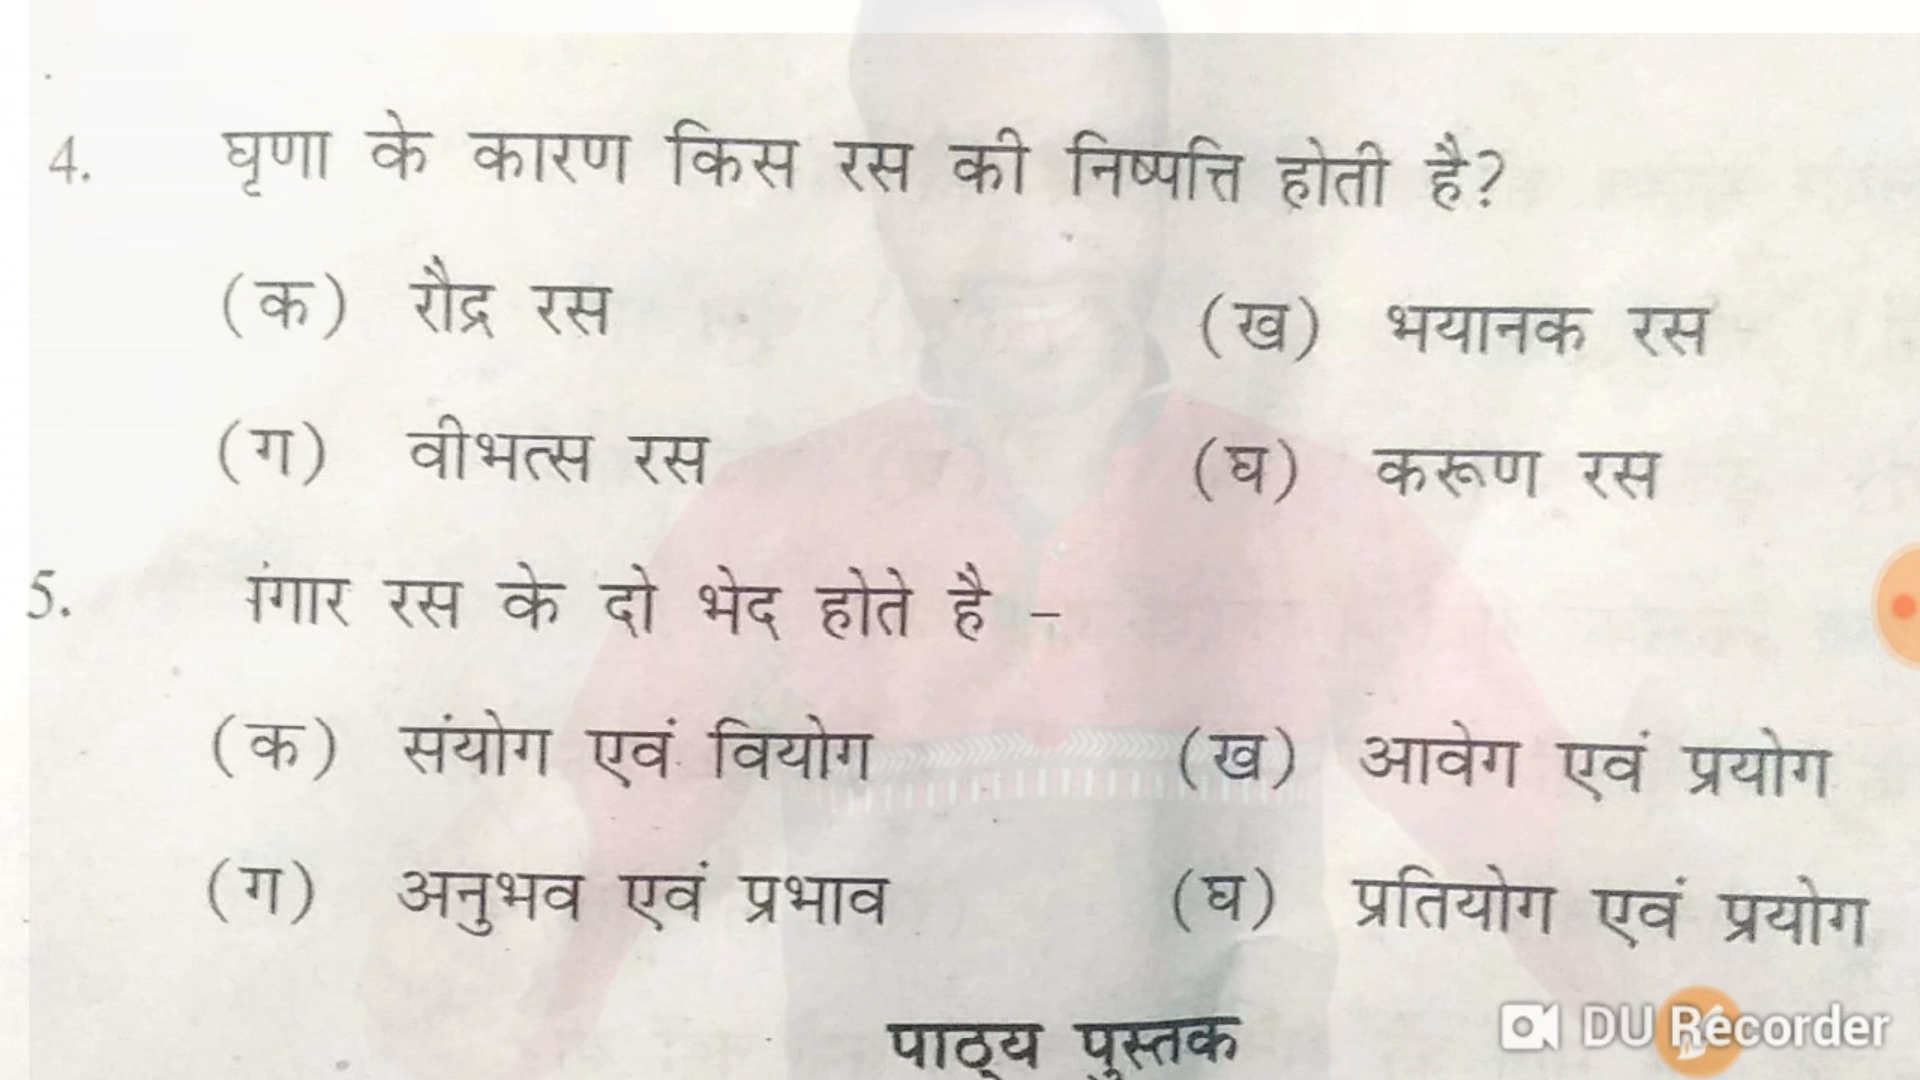 4. घृणा के कारण किस रस की निष्पत्ति होती है?
(क) रौद्र रस (ख) भयानक रस
(ग) वीभत्स रस (घ) करूण रस
5. ंगार रस के दो भेद होते है –
(क) संयोग एवं वियोग (ख) आवेग एवं प्रयोग
(ग) अनुभव एवं प्रभाव (घ) प्रतियोग एवं प्रयोग
पाठ्य पुस्तक
DU Recorder